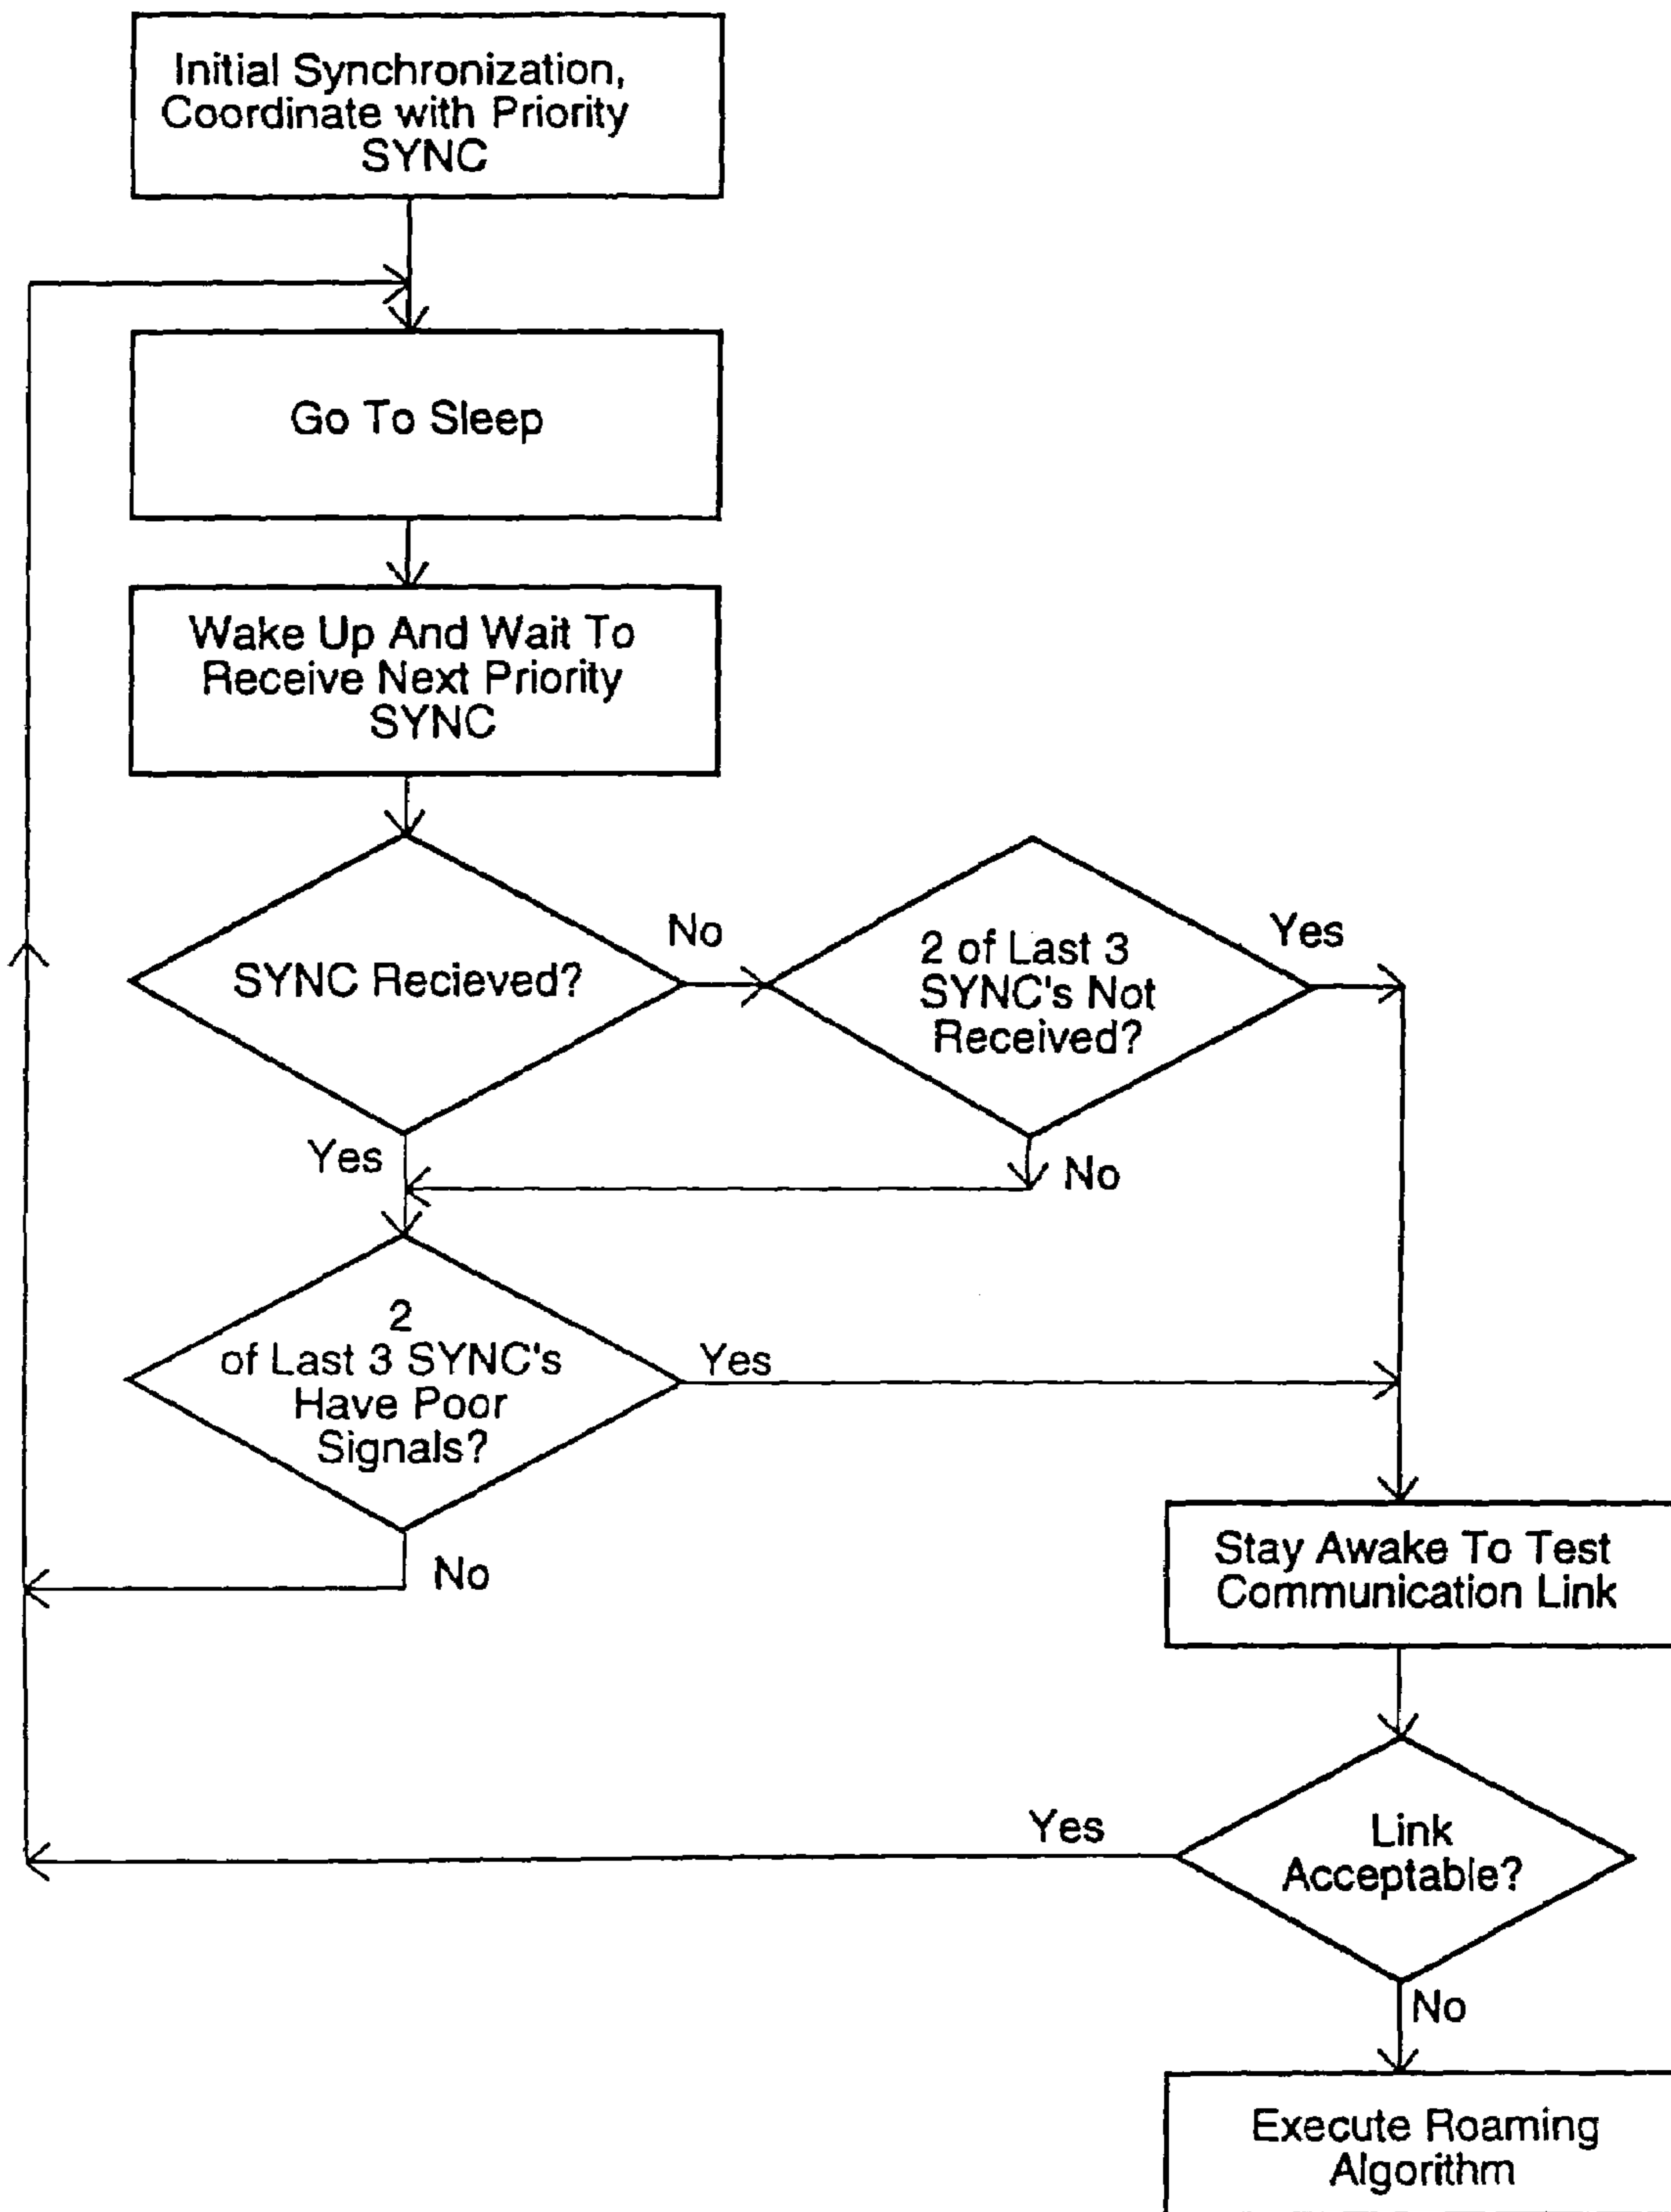 Initial Synchronization,
Coordinate with Priority
SYNC
Go To Sleep
Wake Up And Wait To
Receive Next Priority
SYNC
SYNC Recieved?
No
2 of Last 3
SYNC's Not
Received?
Yes
Yes
No
2
of Last 3 SYNC's
Have Poor
Signals?
Yes
No
Stay Awake To Test
Communication Link
Link
Acceptable?
Yes
No
Execute Roaming
Algorithm